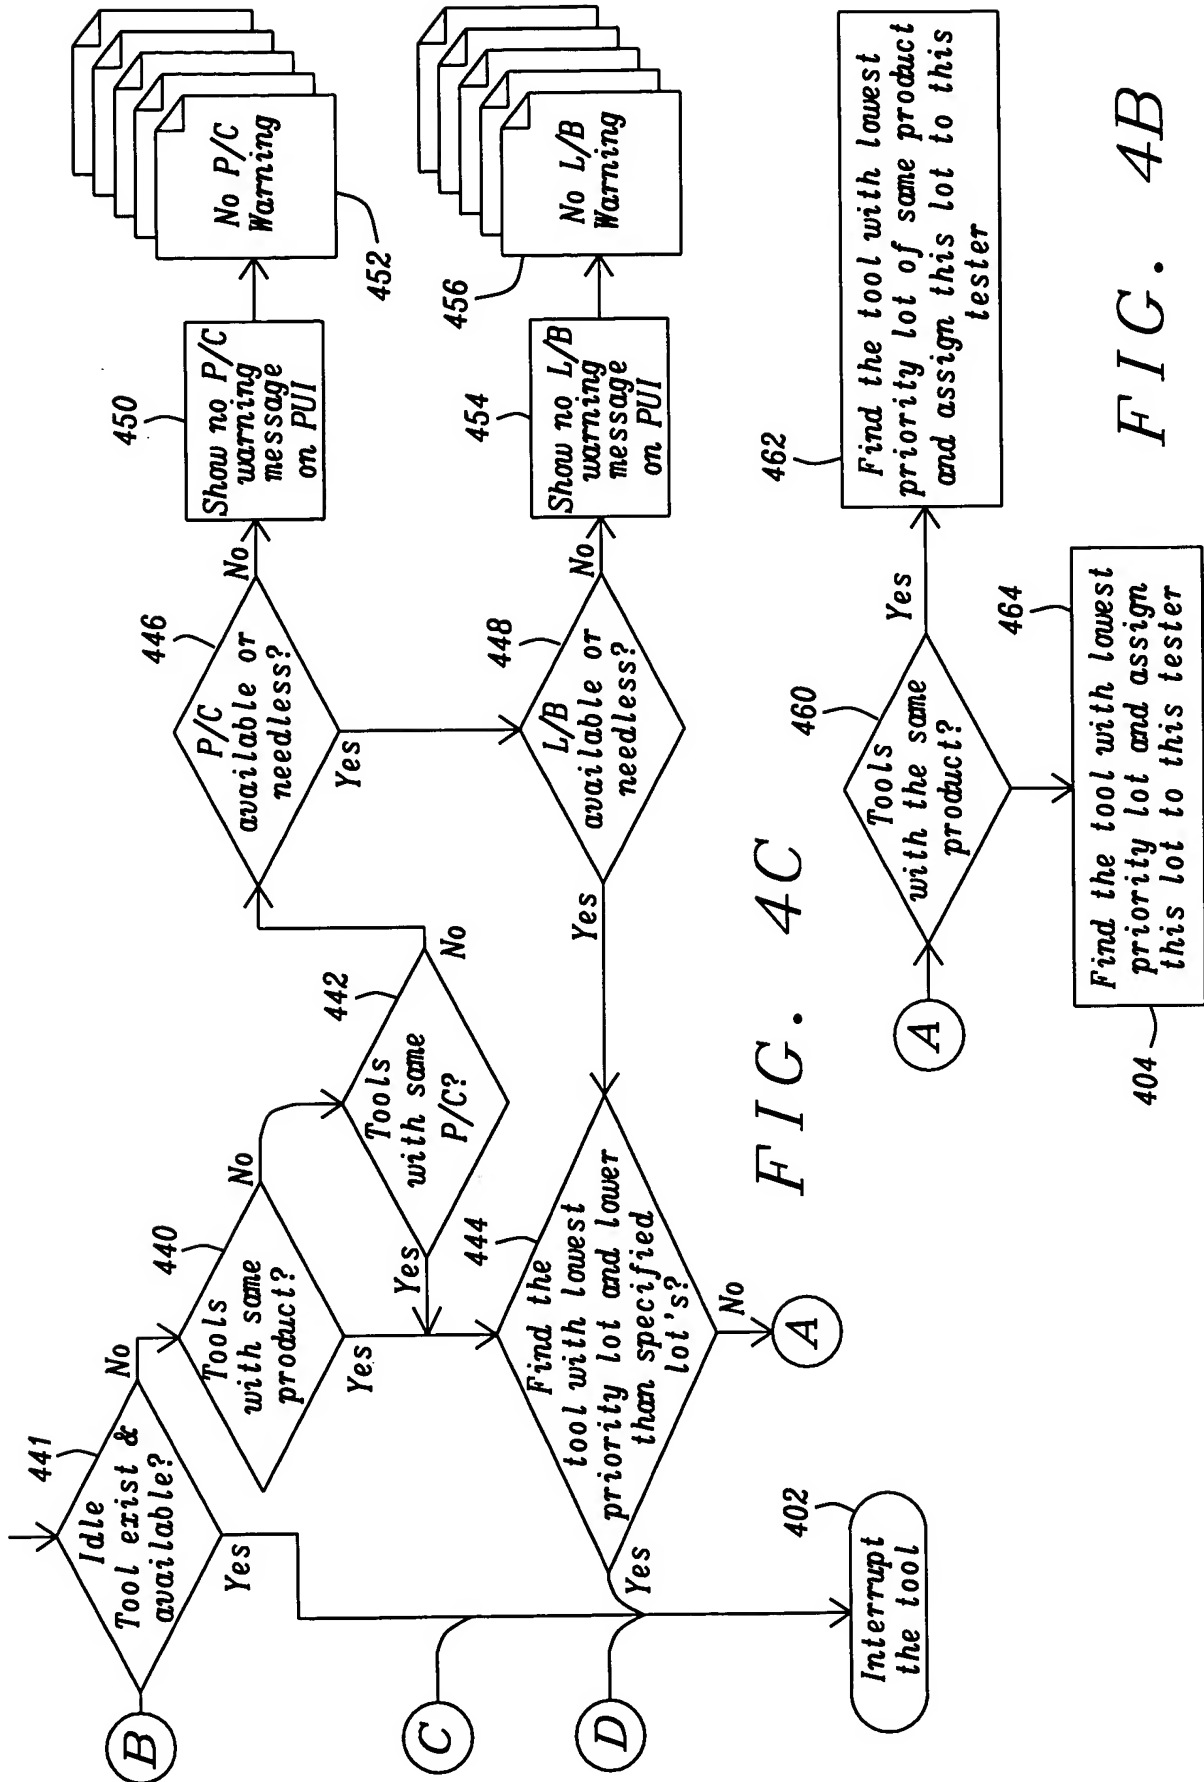 B
Idle
Tool exist &
available?
441
No
Yes
Tools
with same
product?
440
No
Yes
Tools
with same
P/C?
442
No
Yes
P/C
available or
needless?
446
No
Yes
Show no P/C
warning
message
on PUI
450
No P/C
Warning
452
L/B
available or
needless?
448
No
Yes
Show no L/B
warning
message
on PUI
454
No L/B
Warning
456
Find the
tool with lowest
priority lot and lower
than specified
lot's?
444
Yes
No
A
C
D
Interrupt
the tool
402
FIG. 4C
A
Tools
with the same
product?
460
Yes
Find the tool with lowest
priority lot of same product
and assign this lot to this
tester
462
Find the tool with lowest
priority lot and assign
this lot to this tester
464
404
FIG. 4B